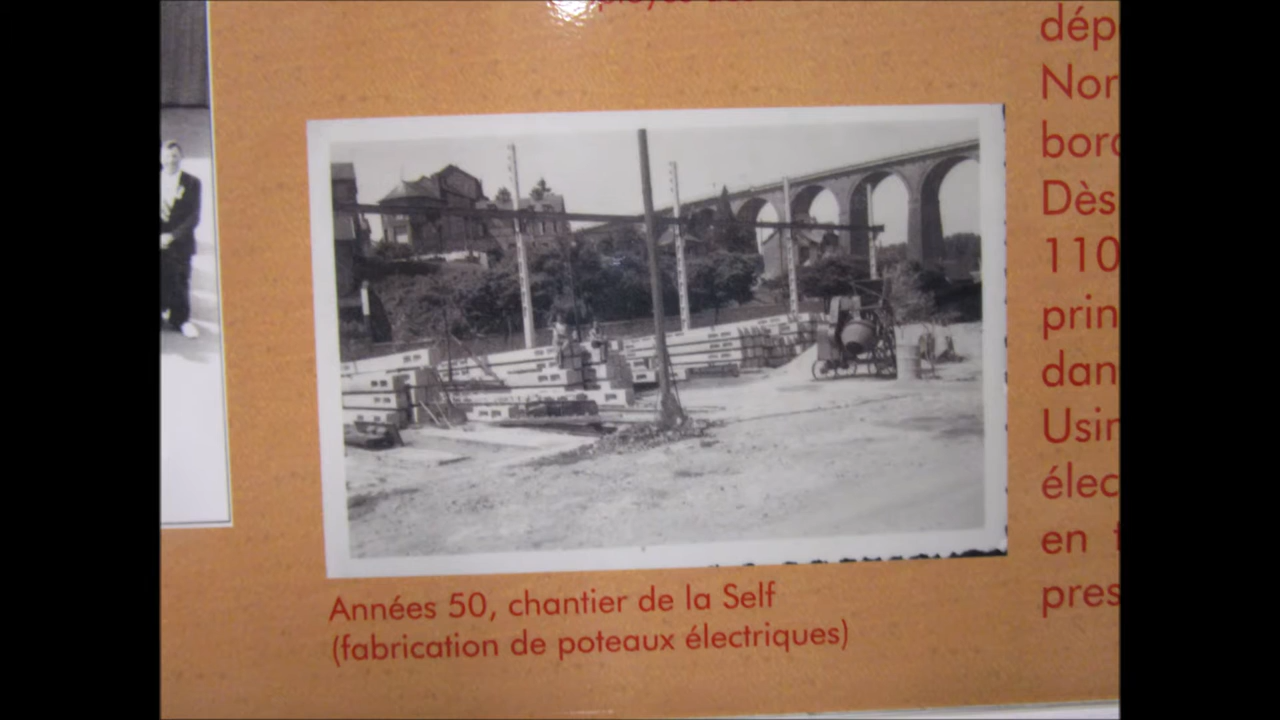 Années 50, chantier de la Self
(fabrication de poteaux électriques)
dép
Nor
bord
Dès
110
prin
dan
Usin
élec
en
pres